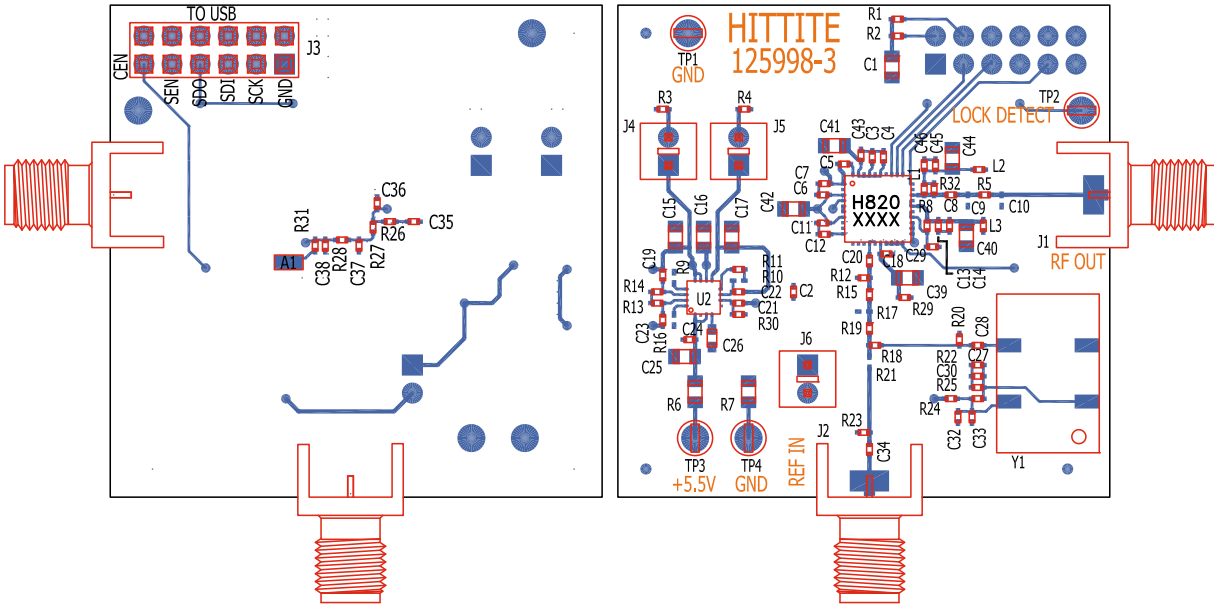 TO USB
J3
CEN
SEN
SDO
SDI
SCK
GND
C36
R31
R26
C35
A1
C38
R28
C37
R27
HITTITE
125998-3
TP1
GND
R1
R2
C1
TP2
LOCK DETECT
R3
R4
J4
J5
C41
C43
C3
C4
C46
C45
C44
L2
C5
C7
C6
L1
R32
R5
C42
H820
XXXX
R8
C8
C9
C10
C15
C16
C17
C11
C12
L3
C40
J1
RF OUT
C19
R9
R11
R10
C20
C18
C29
C13
C14
R14
R13
U2
C22
C21
R30
C2
R12
R15
C39
R29
C23
R16
C24
C26
C25
R17
R19
R18
R20
C28
J6
R21
R22
C27
C30
R25
R6
R7
R24
R23
C32
C33
J2
C34
REF IN
TP3
+5.5V
TP4
GND
Y1